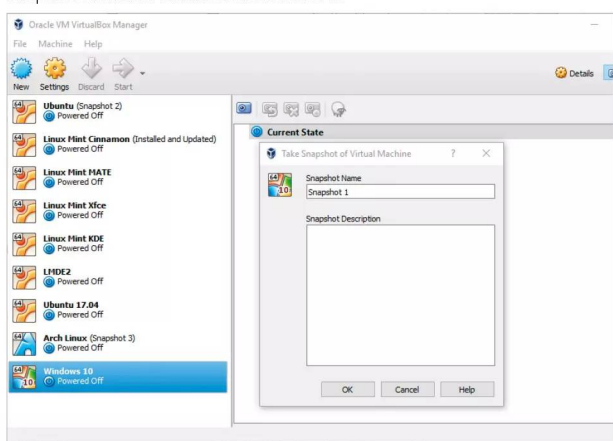 Oracle VM VirtualBox Manager
File Machine Help
New Settings Discard Start
Details
Ubuntu (Snapshot 2)
Powered Off
Linux Mint Cinnamon (Installed and Updated)
Powered Off
Linux Mint MATE
Powered Off
Linux Mint Xfce
Powered Off
Linux Mint KDE
Powered Off
LMDE2
Powered Off
Ubuntu 17.04
Powered Off
Arch Linux (Snapshot 3)
Powered Off
Windows 10
Powered Off
Current State
Take Snapshot of Virtual Machine
Snapshot Name
Snapshot 1
Snapshot Description
OK Cancel Help